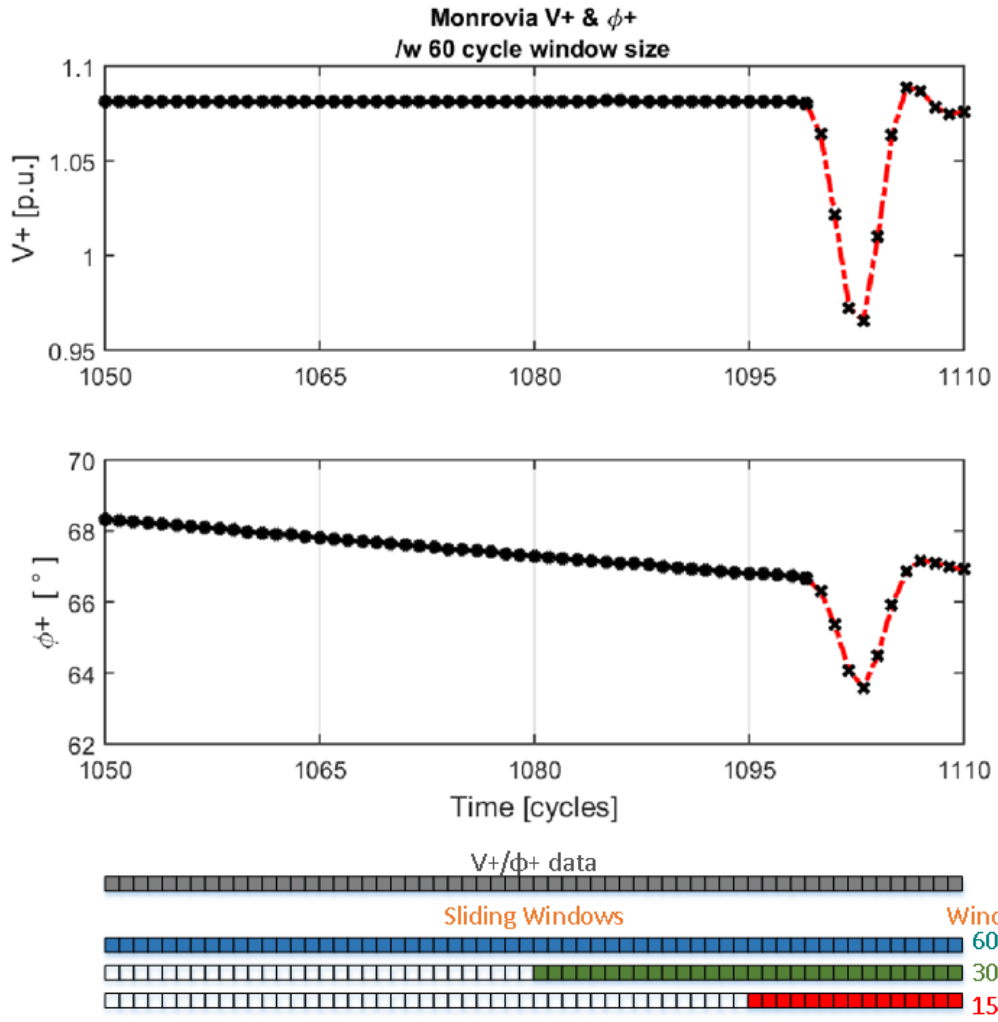 Monrovia V+ & ϕ+
/w 60 cycle window size
V+ [p.u.]
1.1
1.05
1
0.95
1050
1065
1080
1095
1110
ϕ+ [°]
70
68
66
64
62
1050
1065
1080
1095
1110
Time [cycles]
V+/ϕ+ data
Sliding Windows
Winc
60
30
15